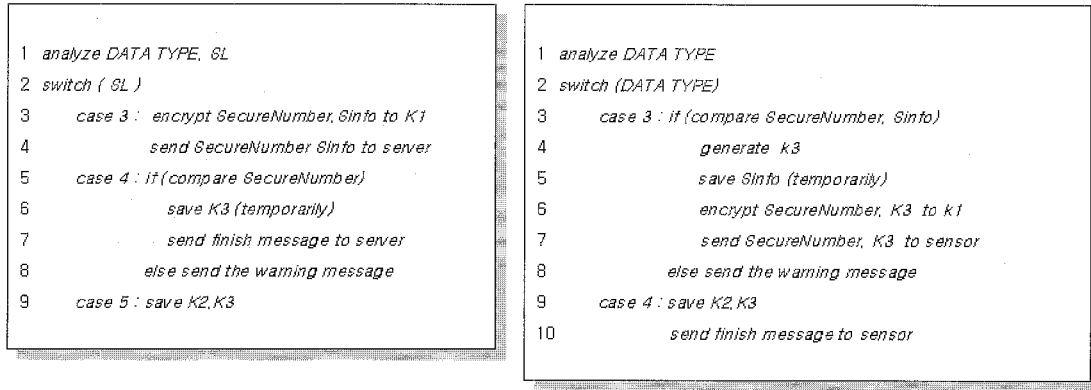 1 analyze DATA TYPE, SL
2 switch ( SL )
3 case 3 : encrypt SecureNumber, Sinfo to K1
4 send SecureNumber Sinfo to server
5 case 4 : if (compare SecureNumber)
6 save K3 (temporarily)
7 send finish message to server
8 else send the warning message
9 case 5 : save K2,K3
1 analyze DATA TYPE
2 switch (DATA TYPE)
3 case 3 : if (compare SecureNumber, Sinfo)
4 generate k3
5 save Sinfo (temporarily)
6 encrypt SecureNumber, K3 to k1
7 send SecureNumber, K3 to sensor
8 else send the warning message
9 case 4 : save K2,K3
10 send finish message to sensor